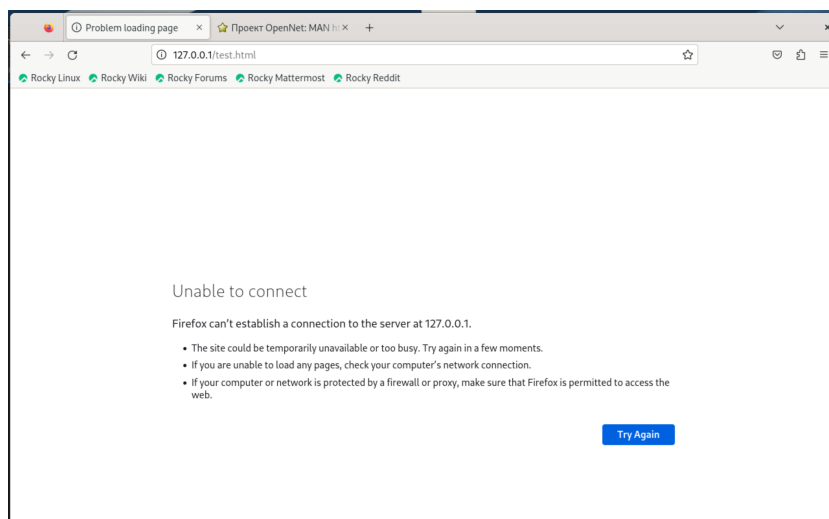 Problem loading page
Проект OpenNet: MAN
127.0.0.1/test.html
Rocky Linux Rocky Wiki Rocky Forums Rocky Mattermost Rocky Reddit
Unable to connect
Firefox can’t establish a connection to the server at 127.0.0.1.
• The site could be temporarily unavailable or too busy. Try again in a few moments.
• If you are unable to load any pages, check your computer’s network connection.
• If your computer or network is protected by a firewall or proxy, make sure that Firefox is permitted to access the
web.
Try Again